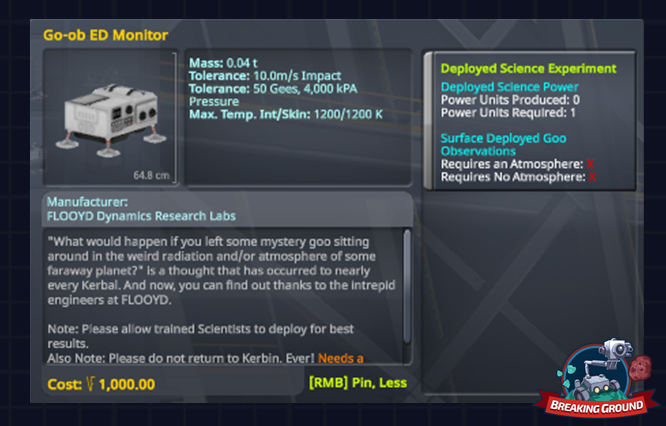 Go-ob ED Monitor
Mass: 0.04 t
Tolerance: 10.0m/s Impact
Tolerance: 50 Gees, 4,000 kPa
Pressure
Max. Temp. Int/Skin: 1200/1200 K
64.8 cm
Deployed Science Experiment
Deployed Science Power
Power Units Produced: 0
Power Units Required: 1
Surface Deployed Goo
Observations
Requires an Atmosphere: X
Requires No Atmosphere: X
Manufacturer:
FLOOYD Dynamics Research Labs
"What would happen if you left some mystery goo sitting
around in the weird radiation and/or atmosphere of some
faraway planet?" is a thought that has occurred to nearly
every Kerbal. And now, you can find out thanks to the intrepid
engineers at FLOOYD.
Note: Please allow trained Scientists to deploy for best
results.
Also Note: Please do not return to Kerbin. Ever! Needs a
Cost: 1,000.00
[RMB] Pin, Less
BREAKING GROUND